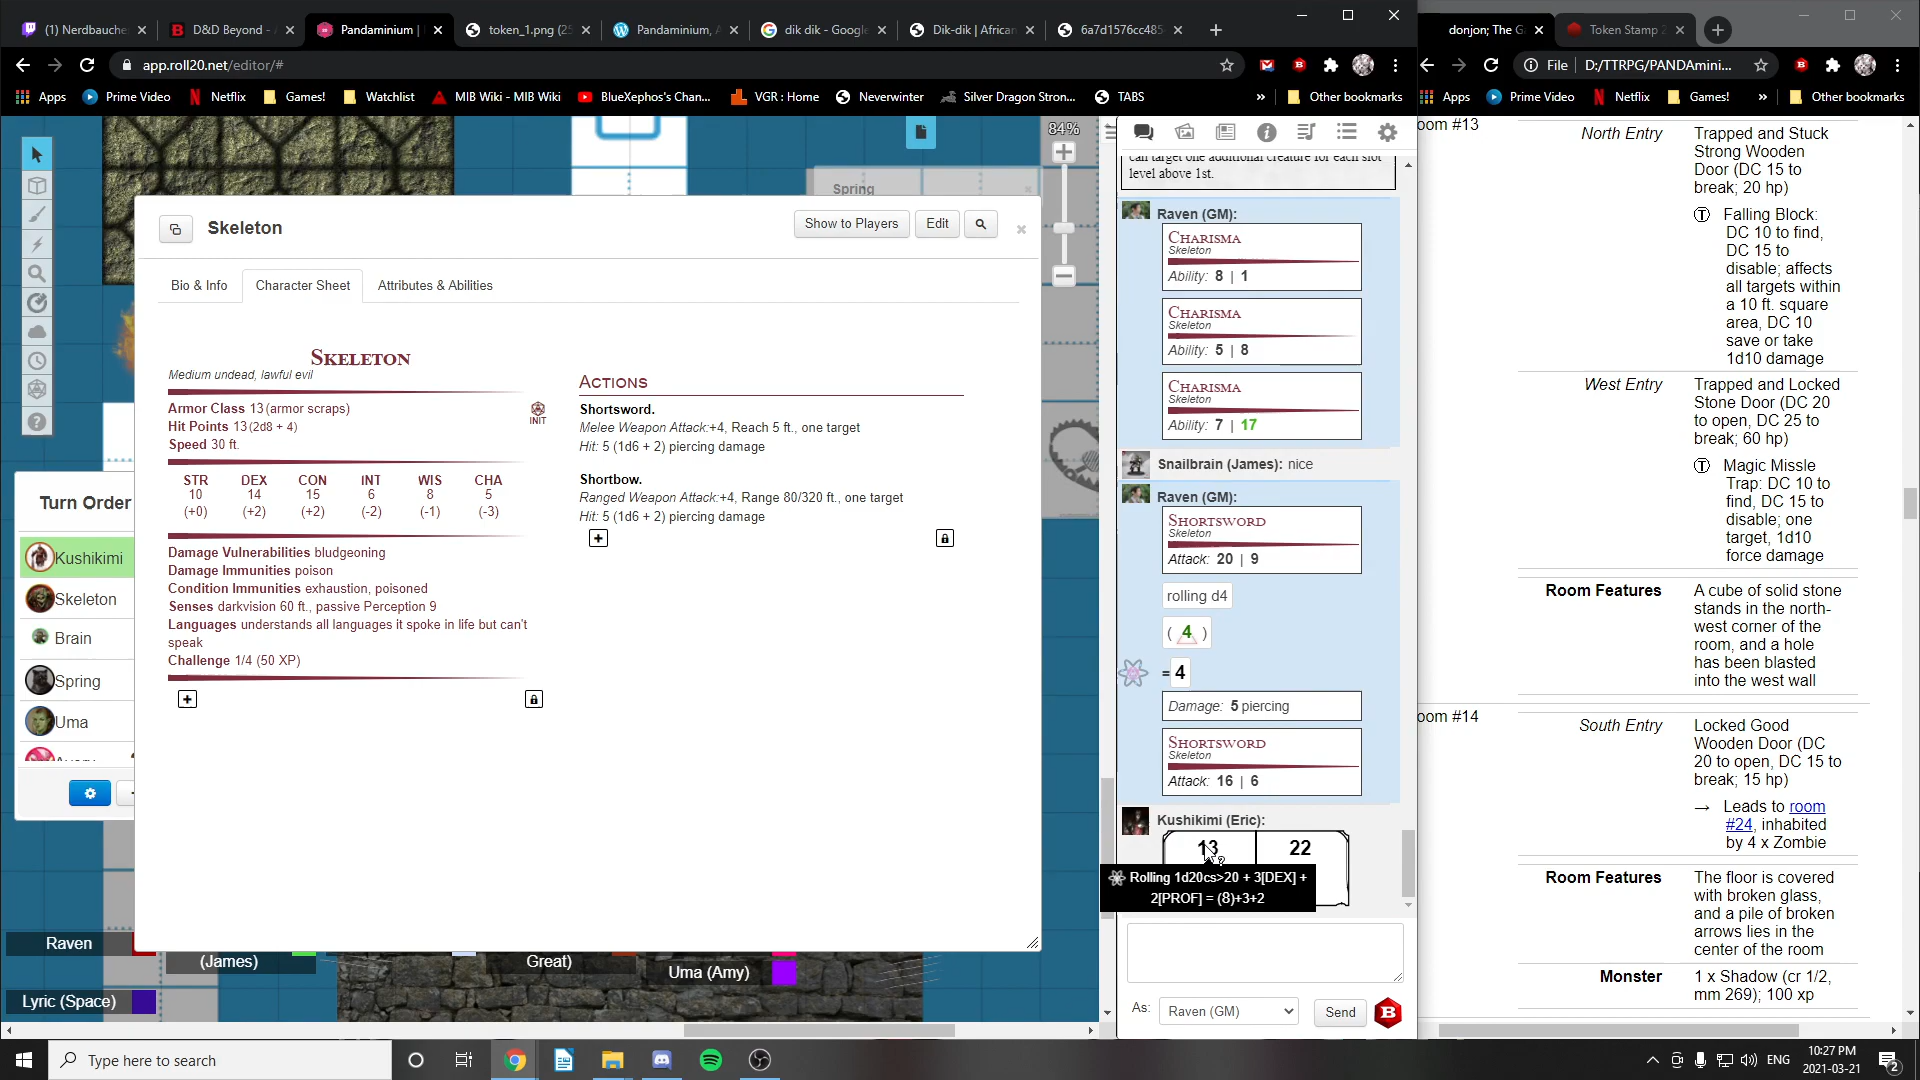 (1) Nerdbauche
D&D Beyond -
Pandaminium |
token_1.png (25
Pandaminium, A
dik dik - Google
Dik-dik | African
6a7d1576cc485
donjon; The G
Token Stamp 2
app.roll20.net/editor/#
File | D:/TTRPG/PANDAmini...
Apps
Prime Video
Netflix
Games!
Watchlist
MIB Wiki - MIB Wiki
BlueXephos's Chan...
VGR : Home
Neverwinter
Silver Dragon Stron...
TABS
»
Other bookmarks
Apps
Prime Video
Netflix
Games!
»
Other bookmarks
84%
Spring
Skeleton
Show to Players
Edit
Bio & Info
Character Sheet
Attributes & Abilities
SKELETON
Medium undead, lawful evil
Armor Class 13 (armor scraps)
Hit Points 13 (2d8 + 4)
Speed 30 ft.
INIT
STR DEX CON INT WIS CHA
10 14 15 6 8 5
(+0) (+2) (+2) (-2) (-1) (-3)
Damage Vulnerabilities bludgeoning
Damage Immunities poison
Condition Immunities exhaustion, poisoned
Senses darkvision 60 ft., passive Perception 9
Languages understands all languages it spoke in life but can't
speak
Challenge 1/4 (50 XP)
ACTIONS
Shortsword.
Melee Weapon Attack:+4, Reach 5 ft., one target
Hit: 5 (1d6 + 2) piercing damage
Shortbow.
Ranged Weapon Attack:+4, Range 80/320 ft., one target
Hit: 5 (1d6 + 2) piercing damage
Turn Order
Kushikimi
Skeleton
Brain
Spring
Uma
Raven
(James)
Great)
Uma (Amy)
Lyric (Space)
can target one additional creature for each slot
level above 1st.
Raven (GM):
CHARISMA
Skeleton
Ability: 8 | 1
CHARISMA
Skeleton
Ability: 5 | 8
CHARISMA
Skeleton
Ability: 7 | 17
Snailbrain (James): nice
Raven (GM):
SHORTSWORD
Skeleton
Attack: 20 | 9
rolling d4
( 4 )
= 4
Damage: 5 piercing
SHORTSWORD
Skeleton
Attack: 16 | 6
Kushikimi (Eric):
13 22
Rolling 1d20cs>20 + 3[DEX] +
2[PROF] = (8)+3+2
As: Raven (GM)
Send
oom #13
North Entry
Trapped and Stuck
Strong Wooden
Door (DC 15 to
break; 20 hp)
T Falling Block:
DC 10 to find,
DC 15 to
disable; affects
all targets within
a 10 ft. square
area, DC 10
save or take
1d10 damage
West Entry
Trapped and Locked
Stone Door (DC 20
to open, DC 25 to
break; 60 hp)
T Magic Missle
Trap: DC 10 to
find, DC 15 to
disable; one
target, 1d10
force damage
Room Features
A cube of solid stone
stands in the north-
west corner of the
room, and a hole
has been blasted
into the west wall
oom #14
South Entry
Locked Good
Wooden Door (DC
20 to open, DC 15 to
break; 15 hp)
→ Leads to room
#24, inhabited
by 4 x Zombie
Room Features
The floor is covered
with broken glass,
and a pile of broken
arrows lies in the
center of the room
Monster
1 x Shadow (cr 1/2,
mm 269); 100 xp
Type here to search
ENG
10:27 PM
2021-03-21
2